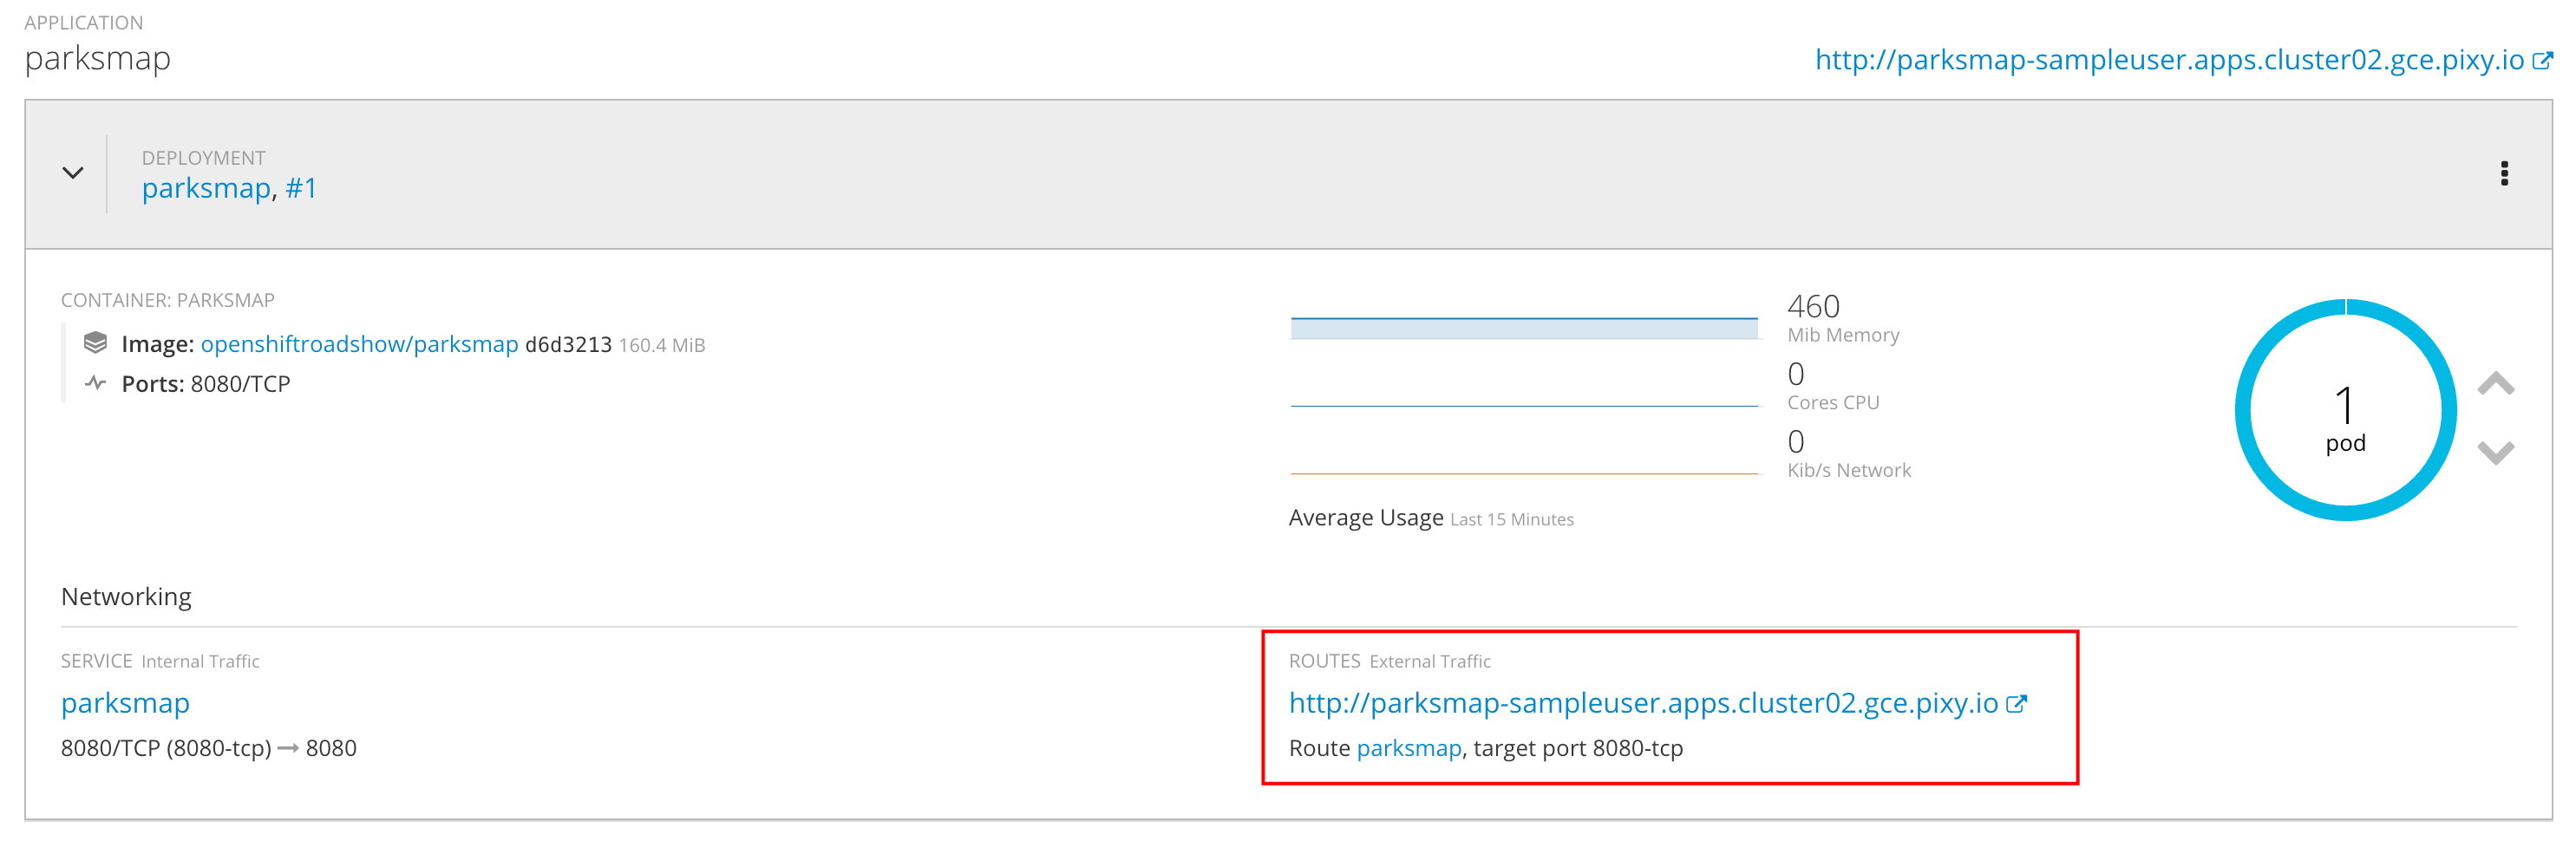 APPLICATION
parksmap
http://parksmap-sampleuser.apps.cluster02.gce.pixy.io
DEPLOYMENT
parksmap, #1
CONTAINER: PARKSMAP
Image: openshiftroadshow/parksmap d6d3213 160.4 MiB
Ports: 8080/TCP
460
Mib Memory
0
Cores CPU
0
Kib/s Network
Average Usage Last 15 Minutes
1
pod
Networking
SERVICE Internal Traffic
parksmap
8080/TCP (8080-tcp) → 8080
ROUTES External Traffic
http://parksmap-sampleuser.apps.cluster02.gce.pixy.io
Route parksmap, target port 8080-tcp